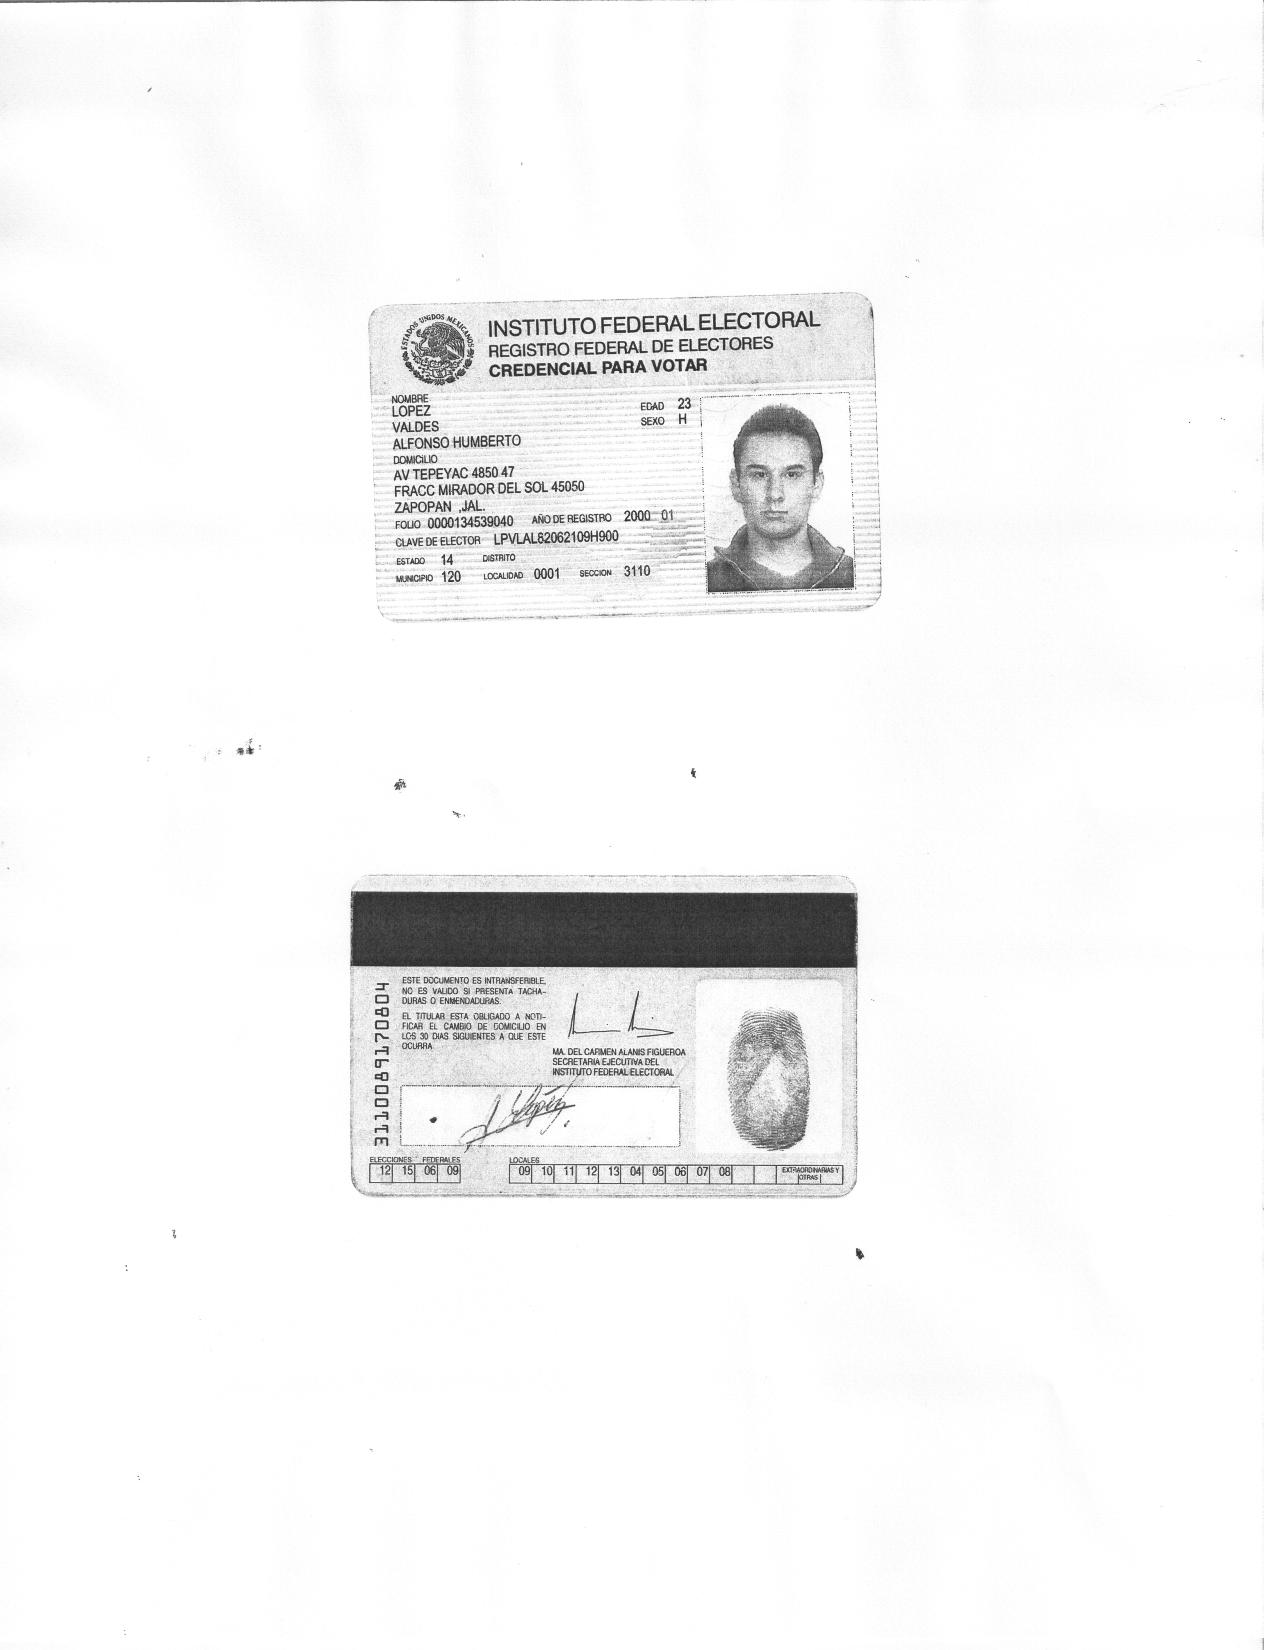 ESTADOS UNIDOS MEXICANOS
INSTITUTO FEDERAL ELECTORAL
REGISTRO FEDERAL DE ELECTORES
CREDENCIAL PARA VOTAR
NOMBRE
LOPEZ
VALDES
ALFONSO HUMBERTO
EDAD 23
SEXO H
DOMICILIO
AV TEPEYAC 4850 47
FRACC MIRADOR DEL SOL 45050
ZAPOPAN ,JAL.
FOLIO 0000134539040 AÑO DE REGISTRO 2000 01
CLAVE DE ELECTOR LPVLAL82062109H900
ESTADO 14 DISTRITO
MUNICIPIO 120 LOCALIDAD 0001 SECCION 3110
ESTE DOCUMENTO ES INTRANSFERIBLE,
NO ES VALIDO SI PRESENTA TACHA-
DURAS O ENMENDADURAS.
EL TITULAR ESTA OBLIGADO A NOTI-
FICAR EL CAMBIO DE DOMICILIO EN
LOS 30 DIAS SIGUIENTES A QUE ESTE
OCURRA.
MA. DEL CARMEN ALANIS FIGUEROA
SECRETARIA EJECUTIVA DEL
INSTITUTO FEDERAL ELECTORAL
ELECCIONES FEDERALES
12 15 06 09
LOCALES
09 10 11 12 13 04 05 06 07 08
EXTRAORDINARIAS Y
OTRAS